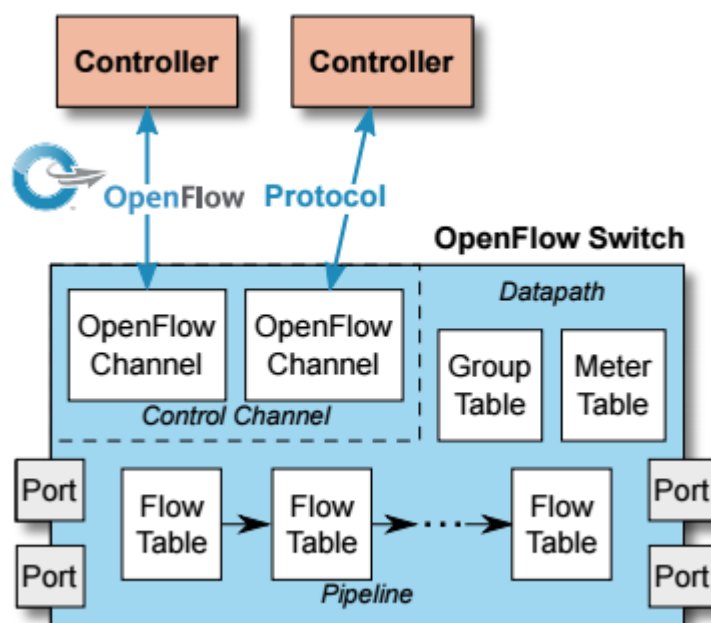 Controller
Controller
OpenFlow
Protocol
OpenFlow Switch
Datapath
OpenFlow
Channel
OpenFlow
Channel
Control Channel
Group
Table
Meter
Table
Port
Port
Flow
Table
Flow
Table
...
Flow
Table
Pipeline
Port
Port